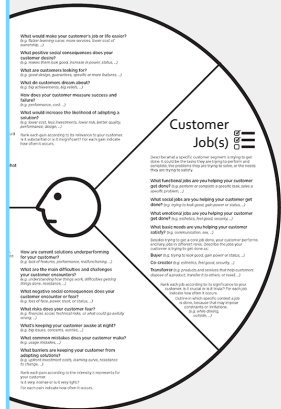 What would make your customer's job or life easier?
(e.g. flatter learning curve, more services, lower cost of
ownership, ...)
What positive social consequences does your
customer desire?
(e.g. makes them look good, increase in power, status, ...)
What are customers looking for?
(e.g. good design, guarantees, specific or more features, ...)
What do customers dream about?
(e.g. big achievements, big reliefs, ...)
How does your customer measure success and
failure?
(e.g. performance, cost, ...)
What would increase the likelihood of adopting a
solution?
(e.g. lower cost, less investments, lower risk, better quality,
performance, design, ...)
Rank each gain according to its relevance to your customer.
Is it substantial or is it insignificant? For each gain indicate
how often it occurs.
Customer
Job(s)
Describe what a specific customer segment is trying to get
done. It could be the tasks they are trying to perform and
complete, the problems they are trying to solve, or the needs
they are trying to satisfy.
What functional jobs are you helping your customer
get done? (e.g. perform or complete a specific task, solve a
specific problem, ...)
What social jobs are you helping your customer
get done? (e.g. trying to look good, gain power or status, ...)
What emotional jobs are you helping your customer
get done? (e.g. esthetics, feel good, security, ...)
What basic needs are you helping your customer
satisfy? (e.g. communication, sex, ...)
Besides trying to get a core job done, your customer performs
ancillary jobs in different roles. Describe the jobs your
customer is trying to get done as:
Buyer (e.g. trying to look good, gain power or status, ...)
Co-creator (e.g. esthetics, feel good, security, ...)
Transferrer (e.g. products and services that help customers
dispose of a product, transfer it to others, or resell, ...)
Rank each job according to its significance to your
customer. Is it crucial or is it trivial? For each job
indicate how often it occurs.
Outline in which specific context a job
is done, because that may impose
constraints or limitations.
(e.g. while driving,
outside, ...)
How are current solutions underperforming
for your customer?
(e.g. lack of features, performance, malfunctioning, ...)
What are the main difficulties and challenges
your customer encounters?
(e.g. understanding how things work, difficulties getting
things done, resistance, ...)
What negative social consequences does your
customer encounter or fear?
(e.g. loss of face, power, trust, or status, ...)
What risks does your customer fear?
(e.g. financial, social, technical risks, or what could go awfully
wrong, ...)
What's keeping your customer awake at night?
(e.g. big issues, concerns, worries, ...)
What common mistakes does your customer make?
(e.g. usage mistakes, ...)
What barriers are keeping your customer from
adopting solutions?
(e.g. upfront investment costs, learning curve, resistance
to change, ...)
Rank each pain according to the intensity it represents for
your customer.
Is it very intense or is it very light?
For each pain indicate how often it occurs.